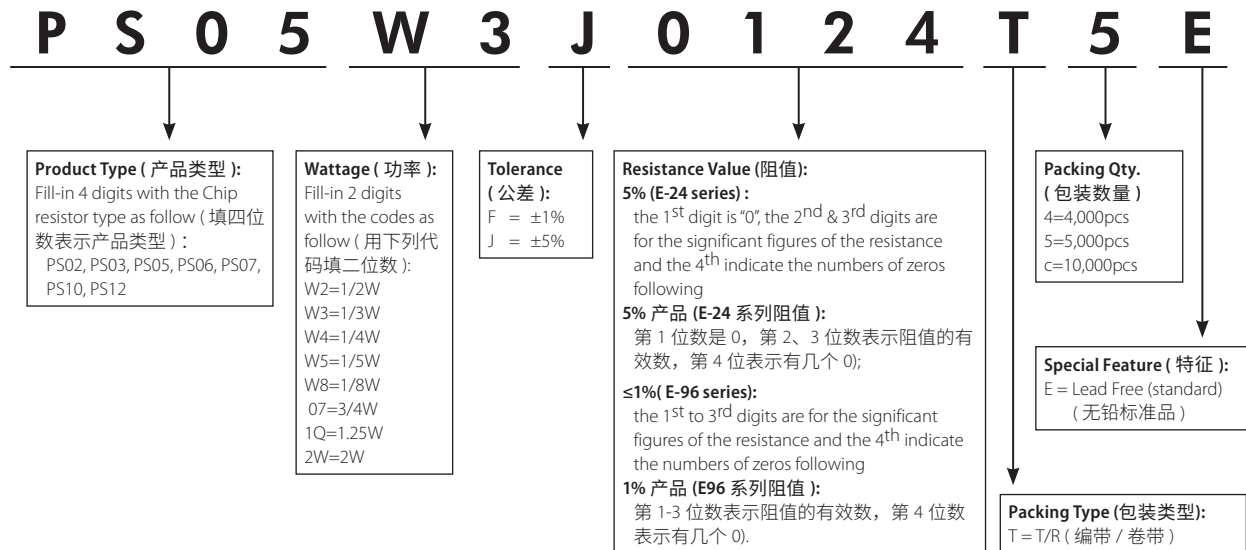 P S 0 5 W 3 J 0 1 2 4 T 5 E
Product Type ( 产品类型 ):
Fill-in 4 digits with the Chip
resistor type as follow ( 填四位
数表示产品类型 ) :
PS02, PS03, PS05, PS06, PS07,
PS10, PS12
Wattage ( 功率 ):
Fill-in 2 digits
with the codes as
follow ( 用下列代
码填二位数 ):
W2=1/2W
W3=1/3W
W4=1/4W
W5=1/5W
W8=1/8W
07=3/4W
1Q=1.25W
2W=2W
Tolerance
( 公差 ):
F = ±1%
J = ±5%
Resistance Value (阻值):
5% (E-24 series) :
the 1st digit is "0", the 2nd & 3rd digits are
for the significant figures of the resistance
and the 4th indicate the numbers of zeros
following
5% 产品 (E-24 系列阻值 ):
第 1 位数是 0，第 2、3 位数表示阻值的有
效数，第 4 位表示有几个 0);
≤1%( E-96 series):
the 1st to 3rd digits are for the significant
figures of the resistance and the 4th indicate
the numbers of zeros following
1% 产品 (E96 系列阻值 ):
第 1-3 位数表示阻值的有效数，第 4 位数
表示有几个 0).
Packing Qty.
( 包装数量 )
4=4,000pcs
5=5,000pcs
c=10,000pcs
Special Feature ( 特征 ):
E = Lead Free (standard)
( 无铅标准品 )
Packing Type (包装类型):
T = T/R ( 编带 / 卷带 )